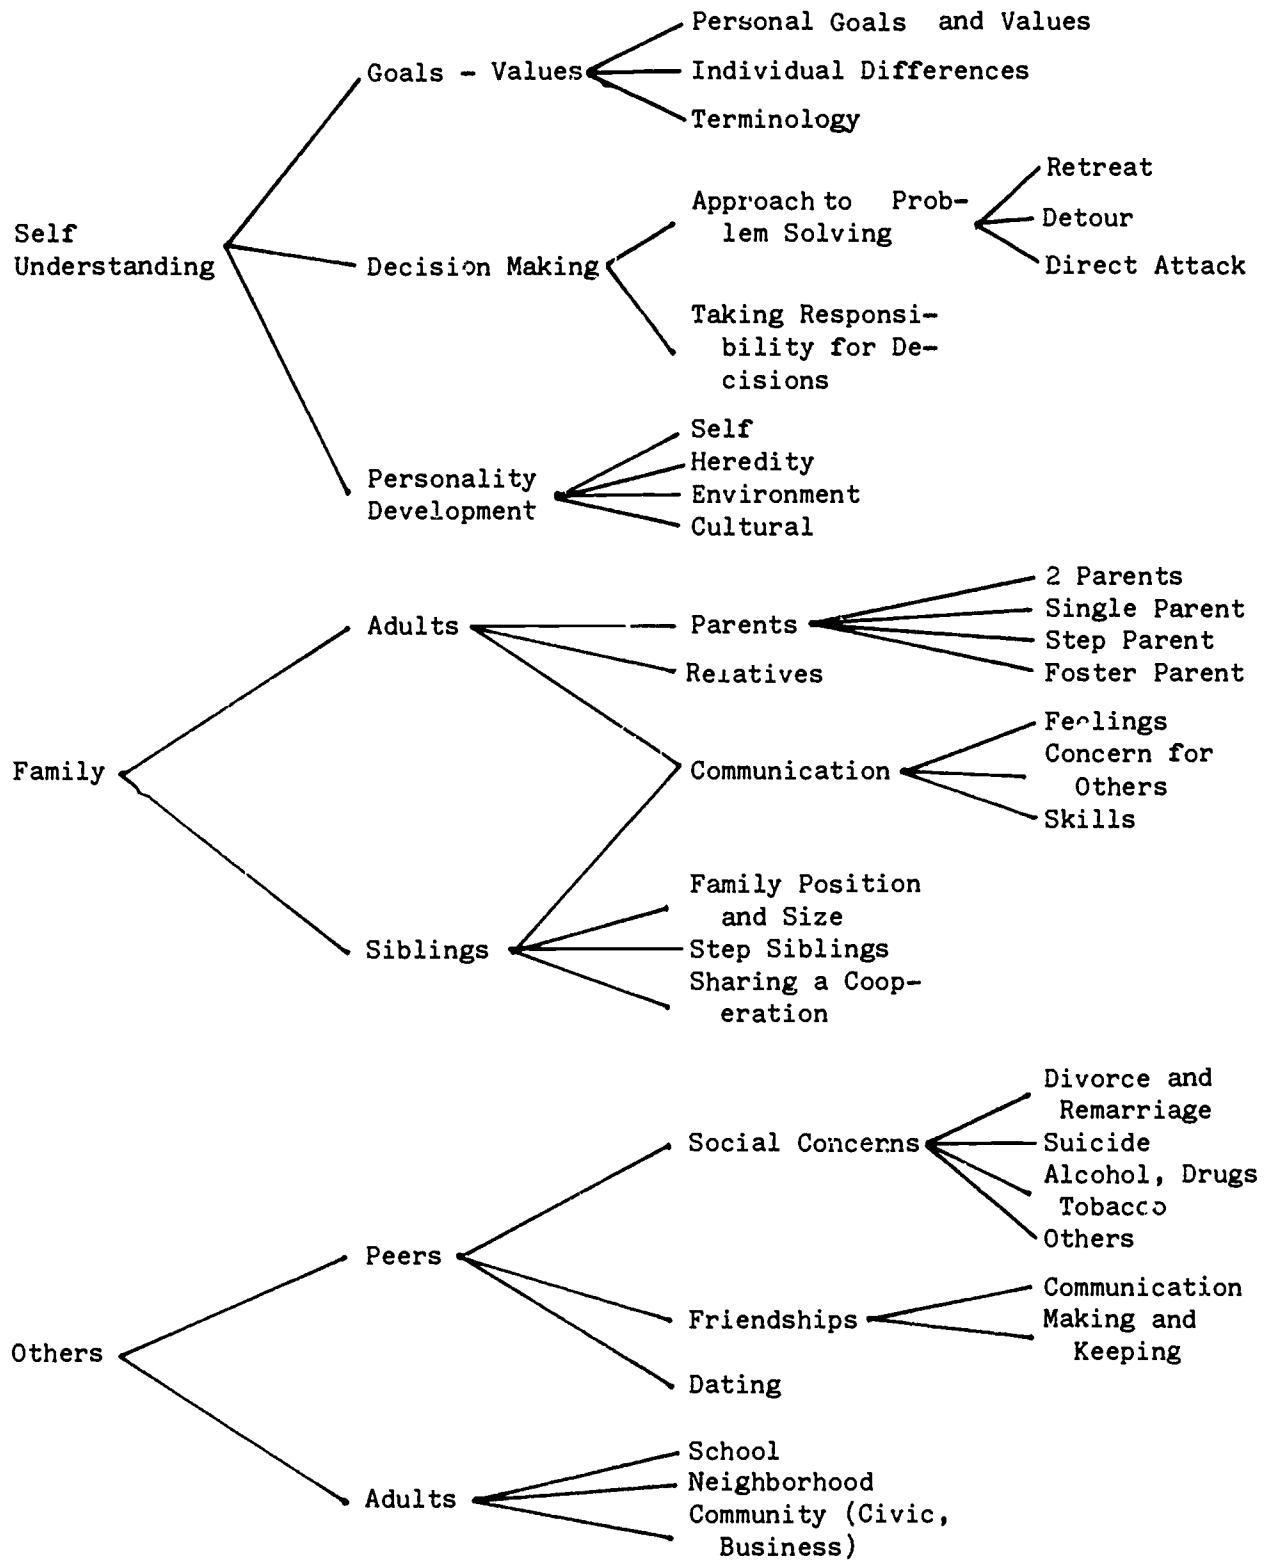 Personal Goals and Values
Goals - Values
Individual Differences
Terminology
Retreat
Approach to Prob-
lem Solving
Detour
Self
Understanding
Decision Making
Direct Attack
Taking Responsi-
bility for De-
cisions
Self
Heredity
Personality
Development
Environment
Cultural
2 Parents
Adults
Parents
Single Parent
Step Parent
Relatives
Foster Parent
Feelings
Family
Communication
Concern for
Others
Skills
Family Position
and Size
Siblings
Step Siblings
Sharing a Coop-
eration
Divorce and
Remarriage
Social Concerns
Suicide
Alcohol, Drugs
Tobacco
Others
Peers
Communication
Friendships
Making and
Keeping
Others
Dating
School
Adults
Neighborhood
Community (Civic,
Business)